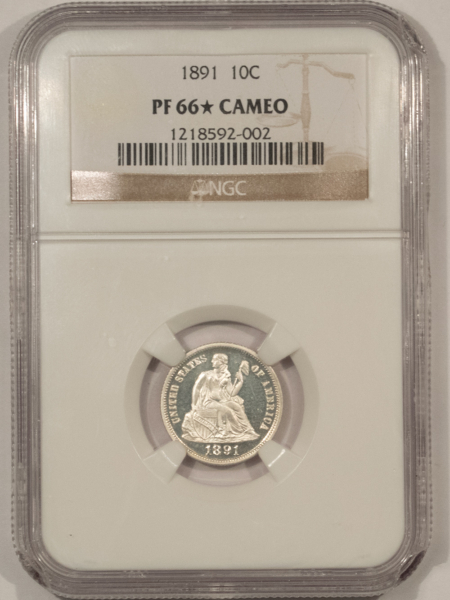 1891 10C
PF 66★ CAMEO
1218592-002
NGC
UNITED STATES OF AMERICA
1891